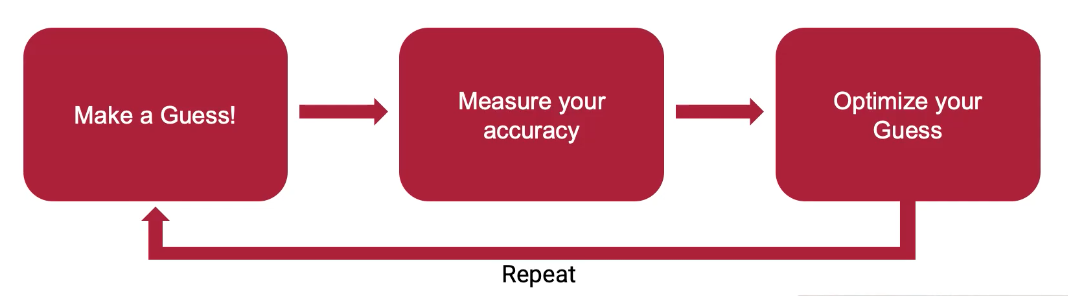 Make a Guess!
Measure your
accuracy
Optimize your
Guess
Repeat